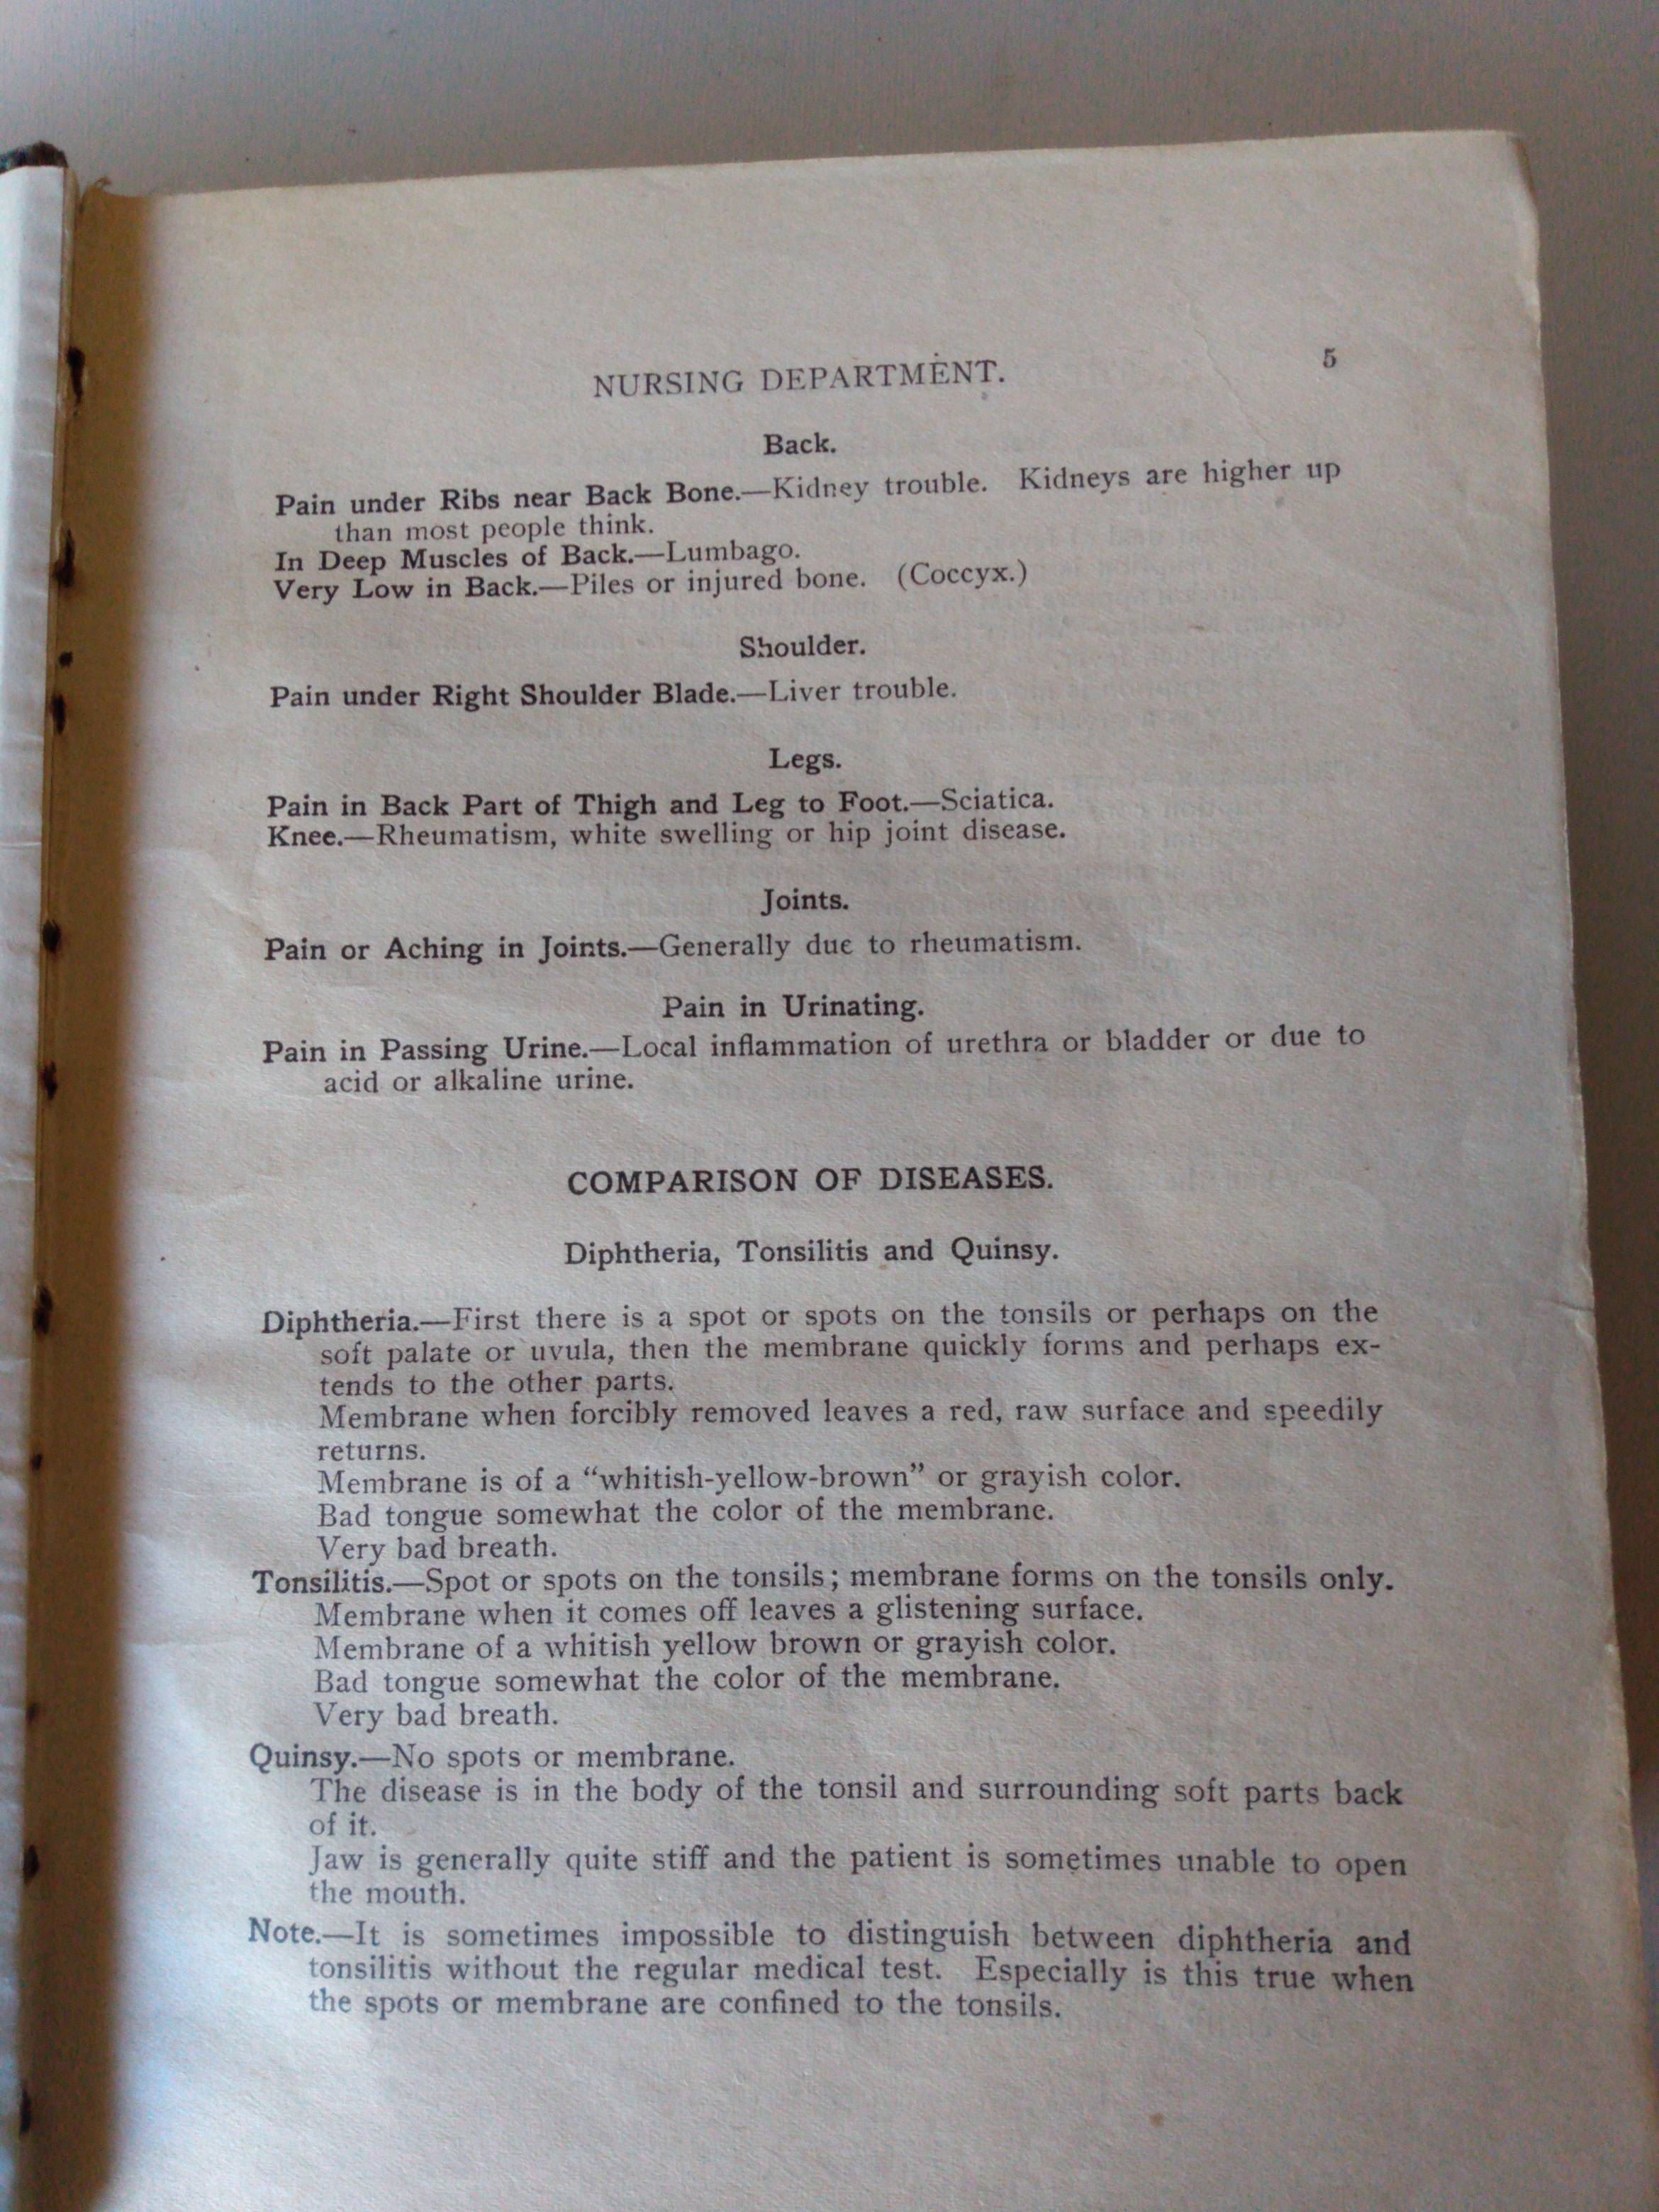 NURSING DEPARTMENT.
5
Back.
Pain under Ribs near Back Bone.—Kidney trouble. Kidneys are higher up
than most people think.
In Deep Muscles of Back.—Lumbago.
Very Low in Back.—Piles or injured bone. (Coccyx.)
Shoulder.
Pain under Right Shoulder Blade.—Liver trouble.
Legs.
Pain in Back Part of Thigh and Leg to Foot.—Sciatica.
Knee.—Rheumatism, white swelling or hip joint disease.
Joints.
Pain or Aching in Joints.—Generally due to rheumatism.
Pain in Urinating.
Pain in Passing Urine.—Local inflammation of urethra or bladder or due to
acid or alkaline urine.
COMPARISON OF DISEASES.
Diphtheria, Tonsilitis and Quinsy.
Diphtheria.—First there is a spot or spots on the tonsils or perhaps on the
soft palate or uvula, then the membrane quickly forms and perhaps ex-
tends to the other parts.
Membrane when forcibly removed leaves a red, raw surface and speedily
returns.
Membrane is of a “whitish-yellow-brown” or grayish color.
Bad tongue somewhat the color of the membrane.
Very bad breath.
Tonsilitis.—Spot or spots on the tonsils; membrane forms on the tonsils only.
Membrane when it comes off leaves a glistening surface.
Membrane of a whitish yellow brown or grayish color.
Bad tongue somewhat the color of the membrane.
Very bad breath.
Quinsy.—No spots or membrane.
The disease is in the body of the tonsil and surrounding soft parts back
of it.
Jaw is generally quite stiff and the patient is sometimes unable to open
the mouth.
Note.—It is sometimes impossible to distinguish between diphtheria and
tonsilitis without the regular medical test. Especially is this true when
the spots or membrane are confined to the tonsils.